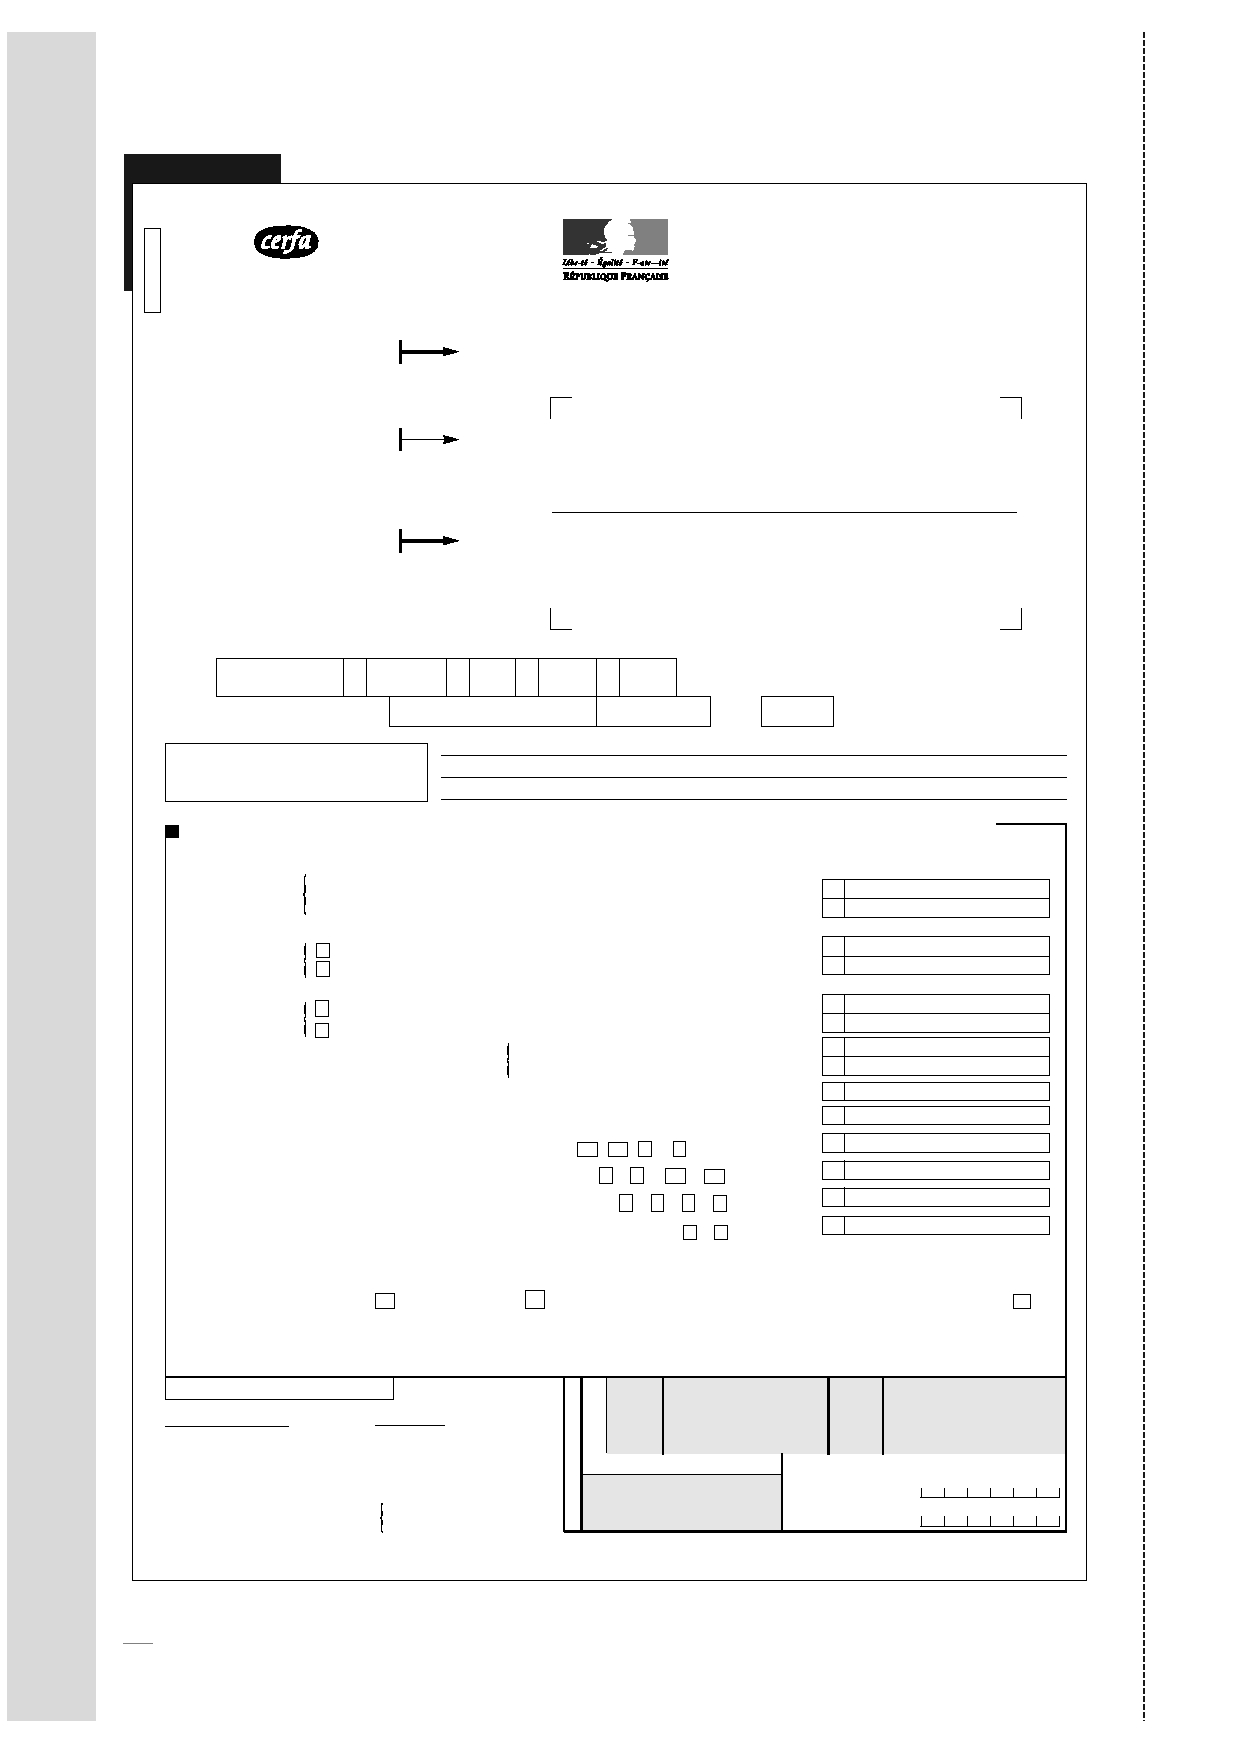 cerfa
Liberté - Égalité - Fraternité
RÉPUBLIQUE FRANÇAISE